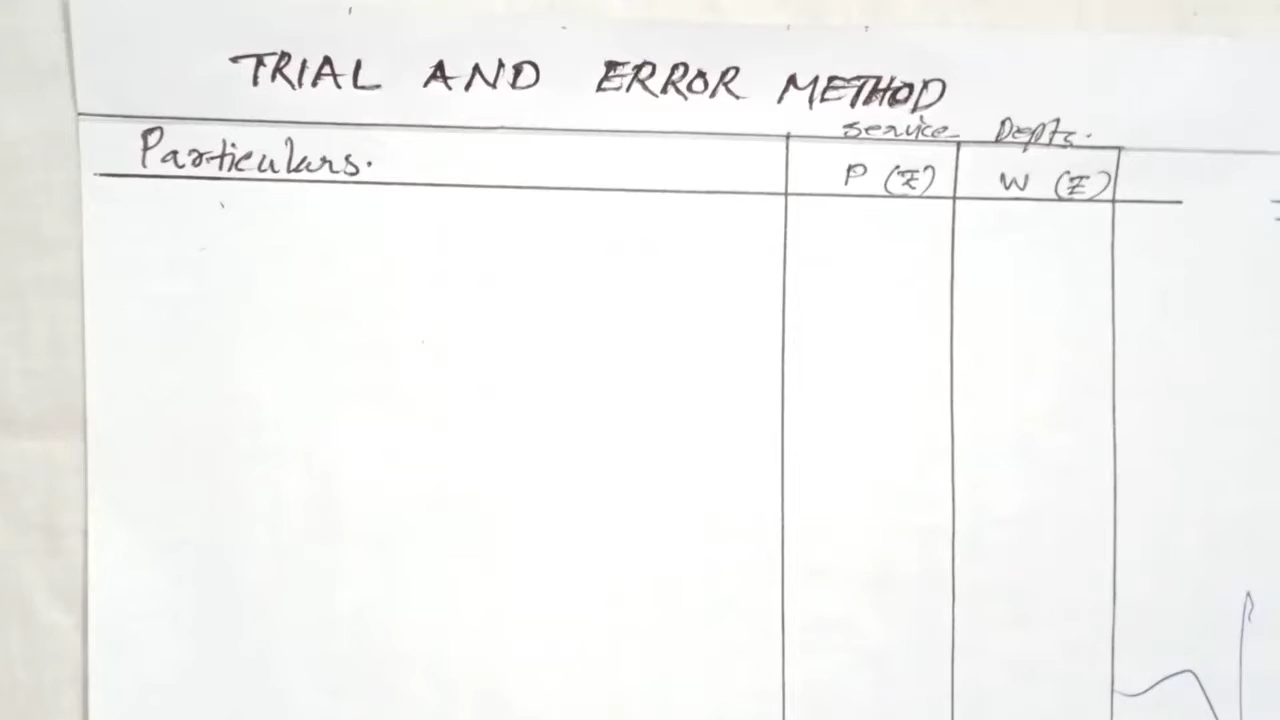 TRIAL AND ERROR METHOD
Service Depts.
Particulars. P (₹) W (₹)